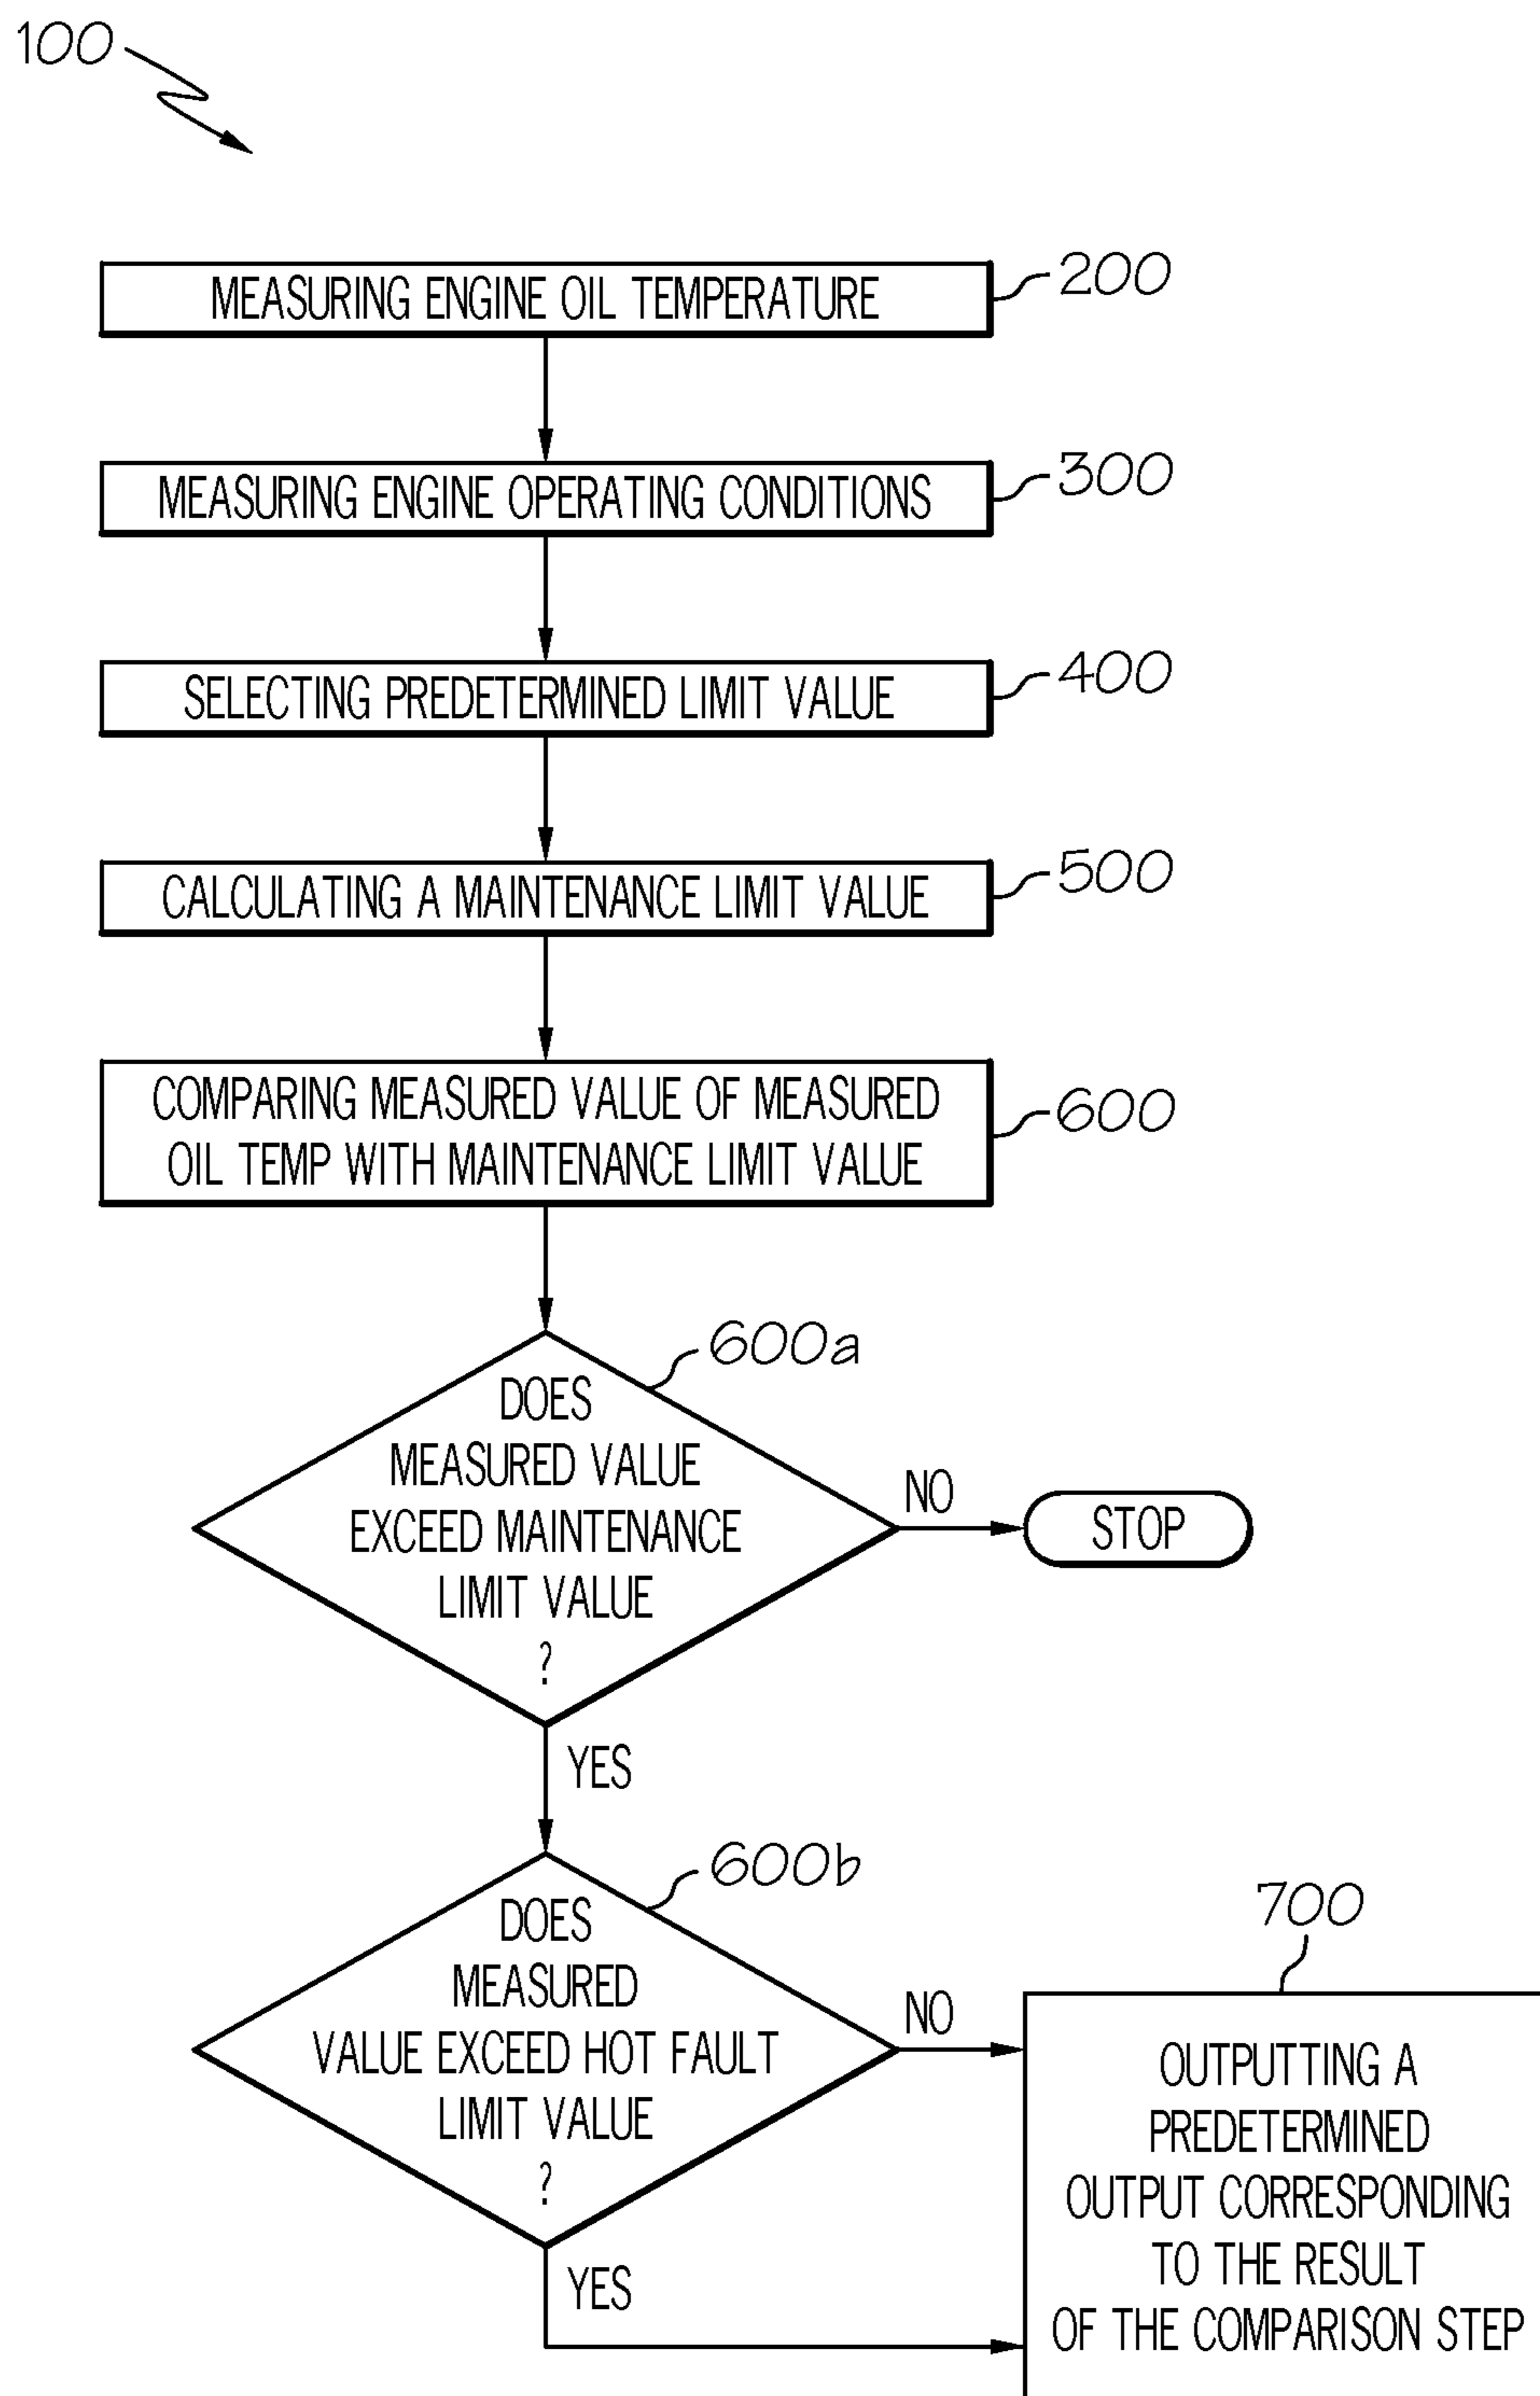 100
MEASURING ENGINE OIL TEMPERATURE
200
MEASURING ENGINE OPERATING CONDITIONS
300
SELECTING PREDETERMINED LIMIT VALUE
400
CALCULATING A MAINTENANCE LIMIT VALUE
500
COMPARING MEASURED VALUE OF MEASURED
OIL TEMP WITH MAINTENANCE LIMIT VALUE
600
600a
DOES
MEASURED VALUE
EXCEED MAINTENANCE
LIMIT VALUE
?
NO
STOP
YES
600b
DOES
MEASURED
VALUE EXCEED HOT FAULT
LIMIT VALUE
?
NO
YES
700
OUTPUTTING A
PREDETERMINED
OUTPUT CORRESPONDING
TO THE RESULT
OF THE COMPARISON STEP